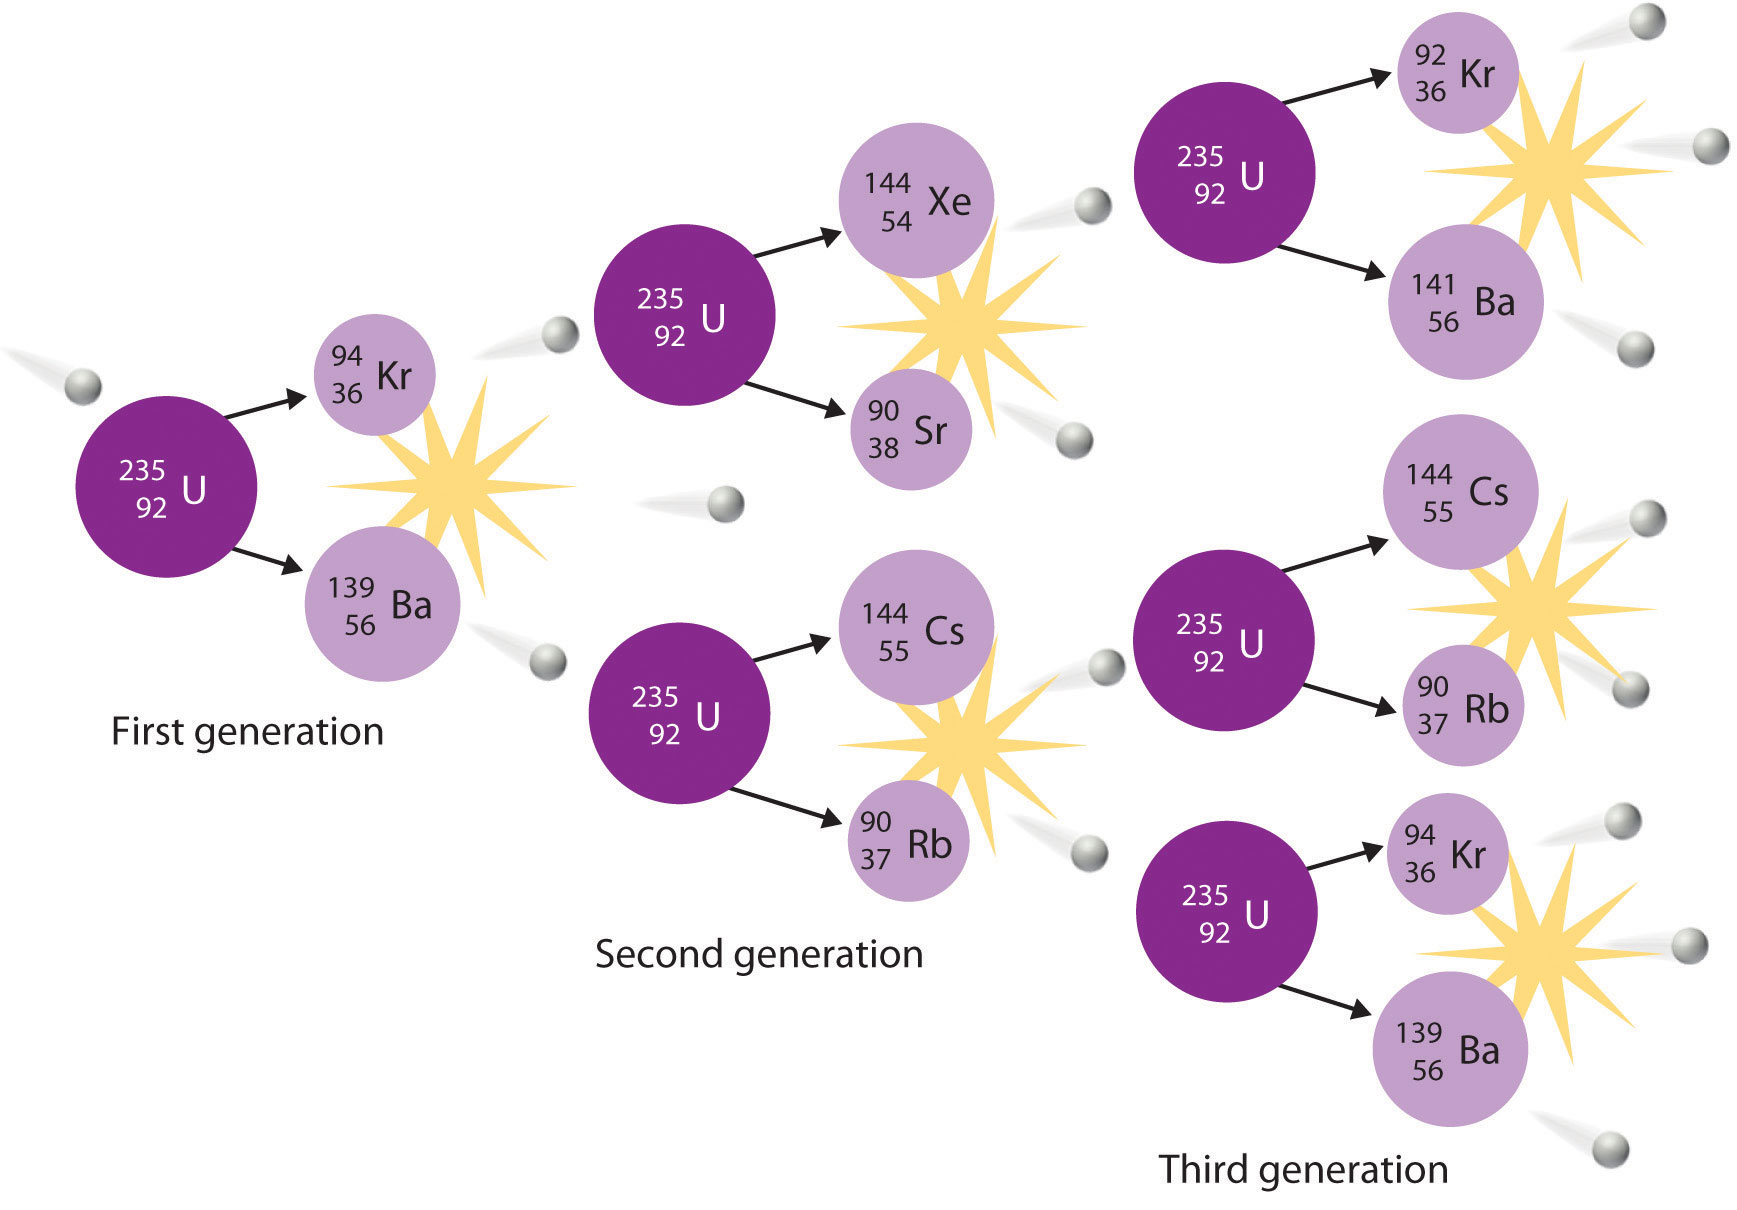 235
92 U
94
36 Kr
139
56 Ba
First generation
235
92 U
144
54 Xe
90
38 Sr
235
92 U
144
55 Cs
90
37 Rb
Second generation
235
92 U
92
36 Kr
141
56 Ba
235
92 U
144
55 Cs
90
37 Rb
235
92 U
94
36 Kr
139
56 Ba
Third generation